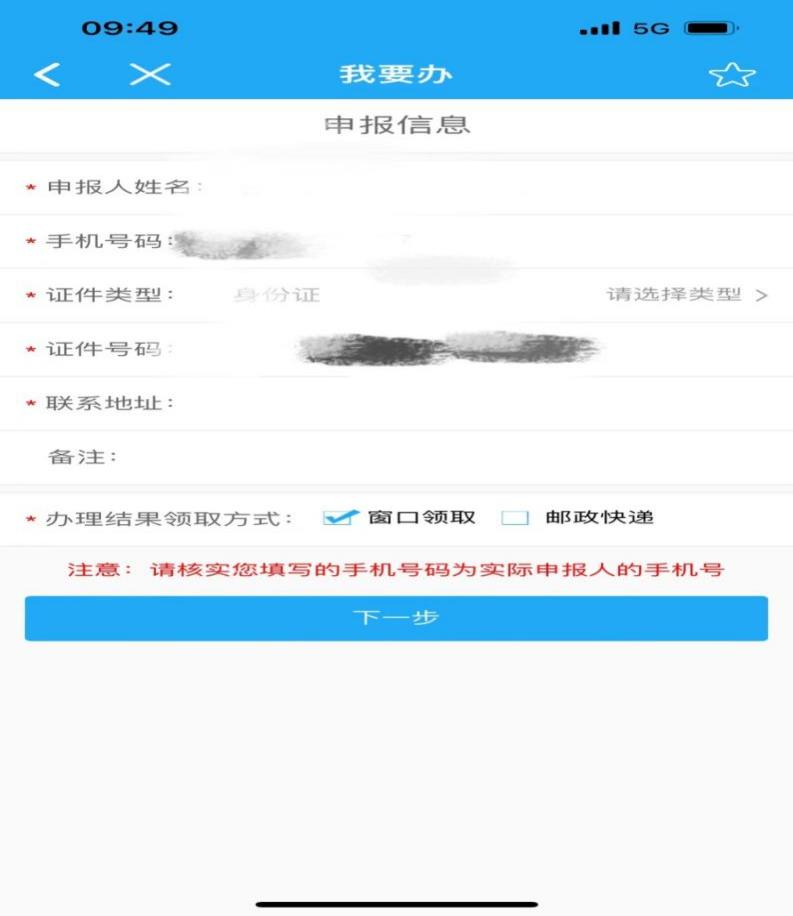 09:49 5G
我要办
申报信息
* 申报人姓名:
* 手机号码:
* 证件类型: 身份证 请选择类型 >
* 证件号码:
* 联系地址:
备注:
* 办理结果领取方式: 窗口领取 邮政快递
注意: 请核实您填写的手机号码为实际申报人的手机号
下一步